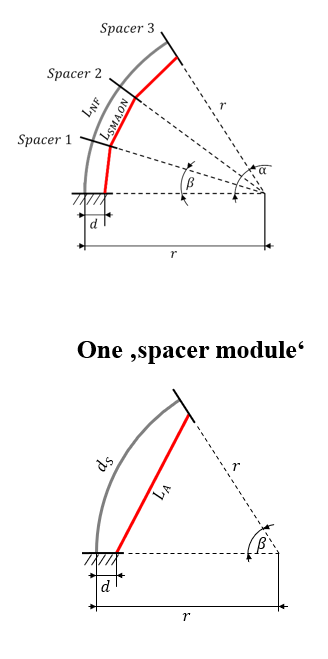 Spacer 3
Spacer 2
L_NF
L_SMA,ON
r
Spacer 1
α
β
d
r
One ‚spacer module‘
d_S
L_A
r
β
d
r